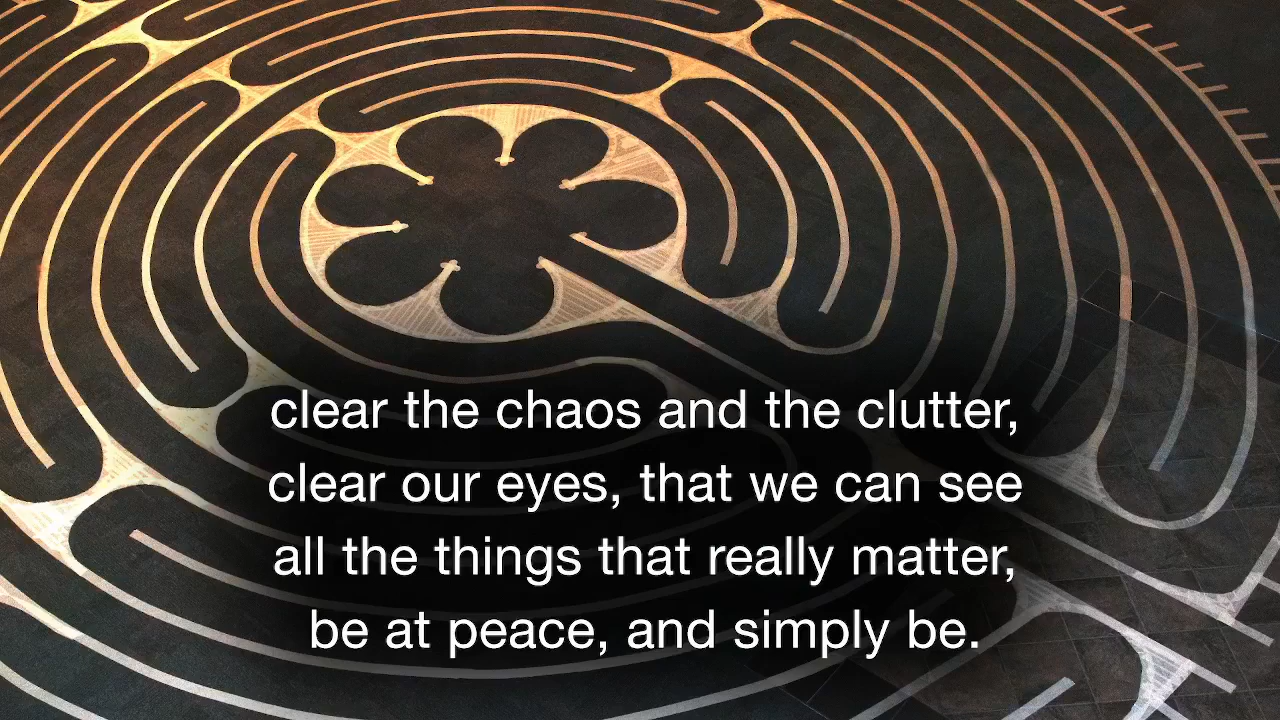 clear the chaos and the clutter,
clear our eyes, that we can see
all the things that really matter,
be at peace, and simply be.